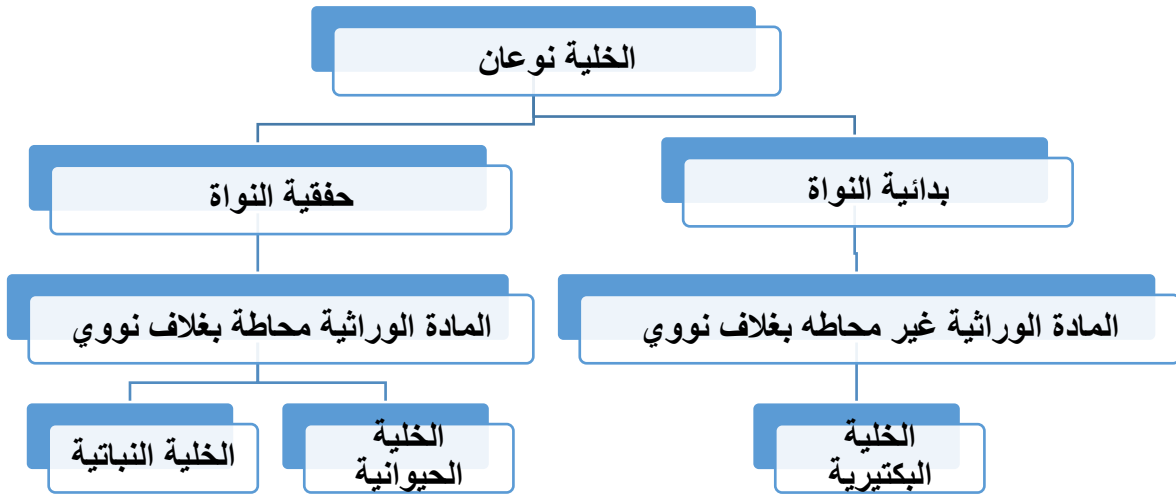 الخلية نوعان
بدائية النواة
حفقية النواة
المادة الوراثية غير محاطه بغلاف نووي
المادة الوراثية محاطة بغلاف نووي
الخلية
البكتيرية
الخلية
الحيوانية
الخلية النباتية